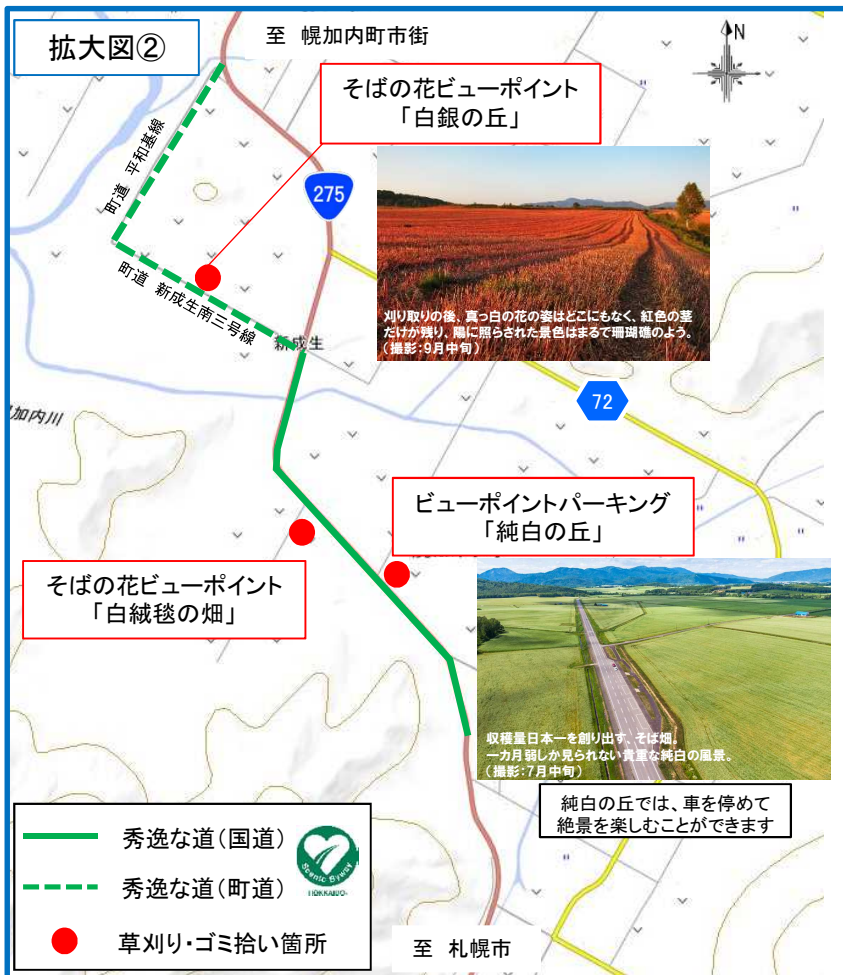 拡大図②
至 幌加内町市街
N
そばの花ビューポイント
「白銀の丘」
町道 平和基線
275
町道 新成生南三号線
新成生
刈り取りの後、真っ白の花の姿はどこにもなく、紅色の茎
だけが残り、陽に照らされた景色はまるで珊瑚礁のよう。
（撮影:9月中旬）
72
加内川
ビューポイントパーキング
「純白の丘」
そばの花ビューポイント
「白絨毯の畑」
収穫量日本一を創り出す、そば畑。
一カ月弱しか見られない貴重な純白の風景。
（撮影:7月中旬）
純白の丘では、車を停めて
絶景を楽しむことができます
秀逸な道(国道)
秀逸な道(町道)
Scenic Byway
HOKKAIDO
草刈り・ゴミ拾い箇所
至 札幌市